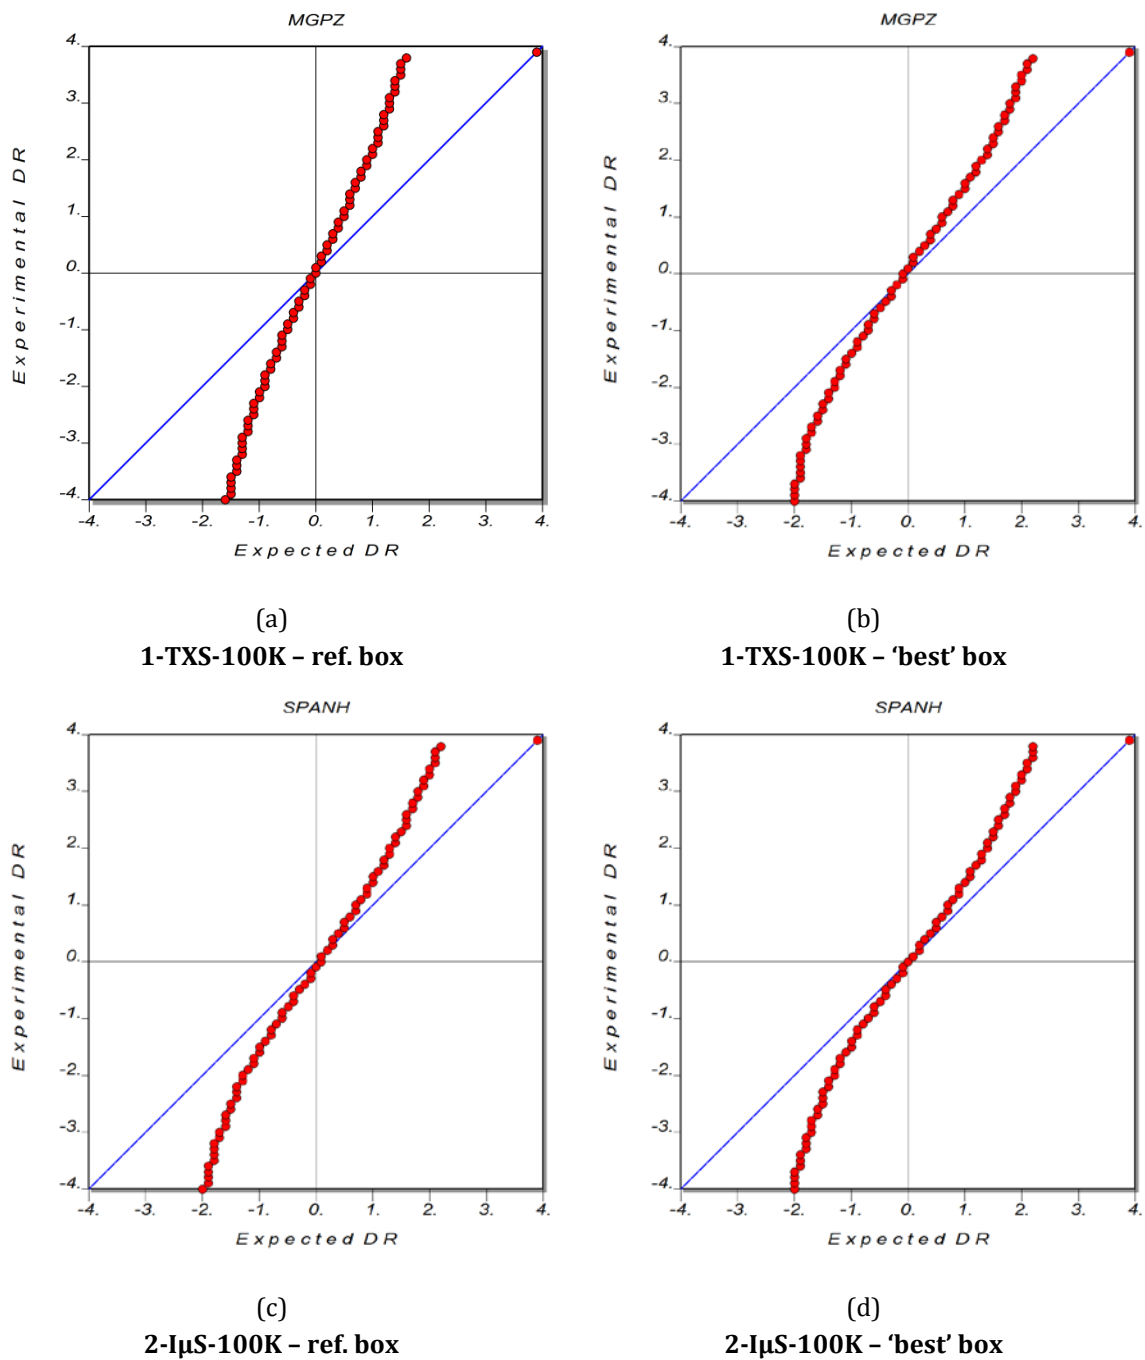 MGPZ
4.
3.
2.
1.
0.
-1.
-2.
-3.
-4.
-4. -3. -2. -1. 0. 1. 2. 3. 4.
Experimental DR
Expected DR
(a)
1-TXS-100K – ref. box
MGPZ
4.
3.
2.
1.
0.
-1.
-2.
-3.
-4.
-4. -3. -2. -1. 0. 1. 2. 3. 4.
Experimental DR
Expected DR
(b)
1-TXS-100K – ‘best’ box
SPANH
4.
3.
2.
1.
0.
-1.
-2.
-3.
-4.
-4. -3. -2. -1. 0. 1. 2. 3. 4.
Experimental DR
Expected DR
(c)
2-IμS-100K – ref. box
SPANH
4.
3.
2.
1.
0.
-1.
-2.
-3.
-4.
-4. -3. -2. -1. 0. 1. 2. 3. 4.
Experimental DR
Expected DR
(d)
2-IμS-100K – ‘best’ box